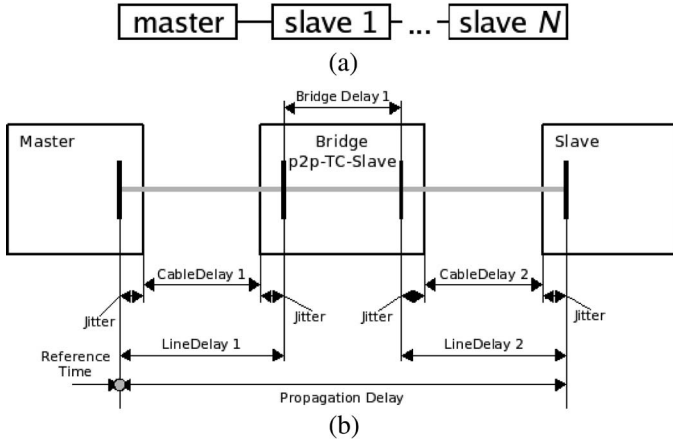 master slave 1 ... slave N
(a)
Bridge Delay 1
Master Bridge Slave
p2p-TC-Slave
CableDelay 1 CableDelay 2
Jitter Jitter Jitter Jitter
LineDelay 1 LineDelay 2
Reference
Time
Propagation Delay
(b)